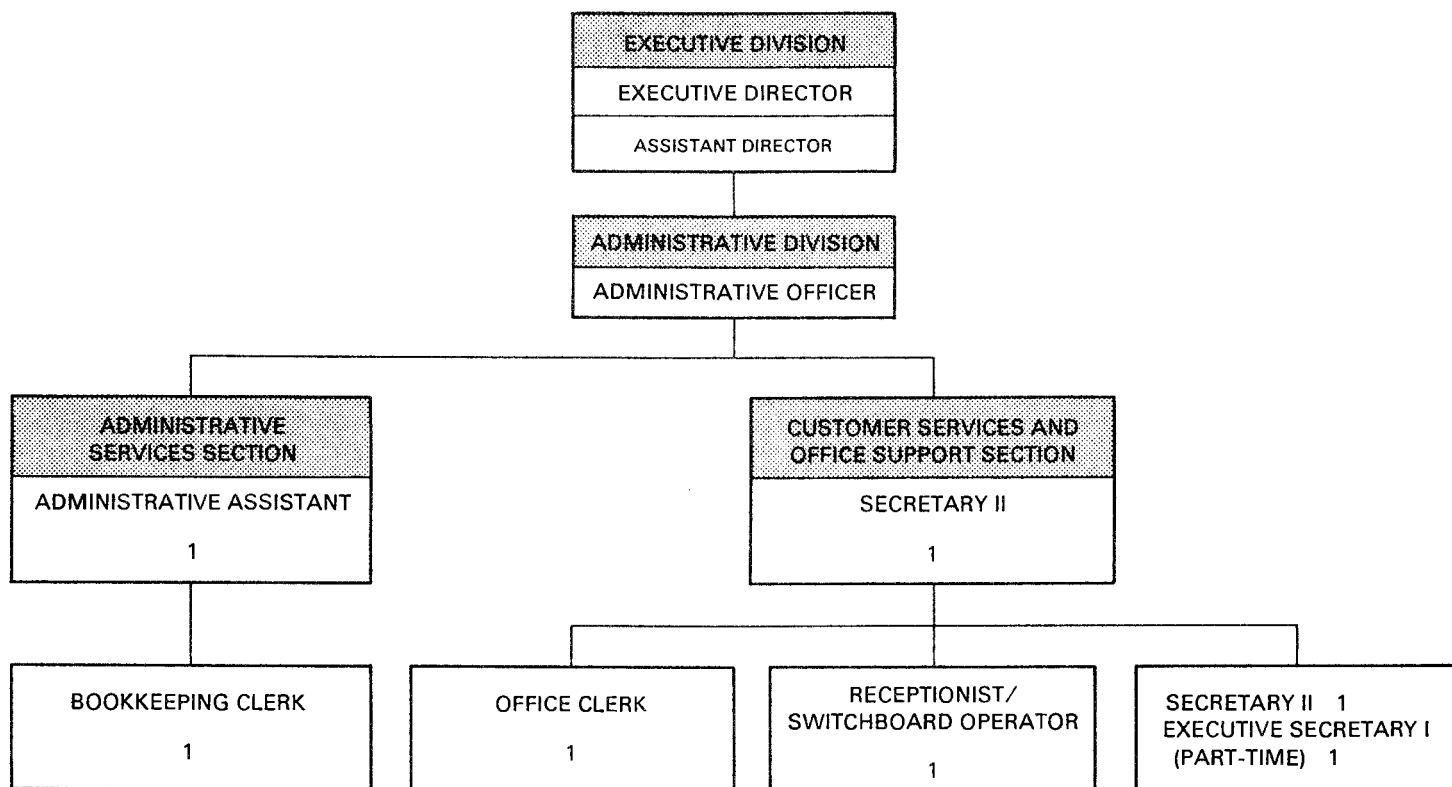 EXECUTIVE DIVISION
EXECUTIVE DIRECTOR
ASSISTANT DIRECTOR
ADMINISTRATIVE DIVISION
ADMINISTRATIVE OFFICER
ADMINISTRATIVE
SERVICES SECTION
ADMINISTRATIVE ASSISTANT
1
CUSTOMER SERVICES AND
OFFICE SUPPORT SECTION
SECRETARY II
1
BOOKKEEPING CLERK
1
OFFICE CLERK
1
RECEPTIONIST/
SWITCHBOARD OPERATOR
1
SECRETARY II 1
EXECUTIVE SECRETARY I
(PART-TIME) 1